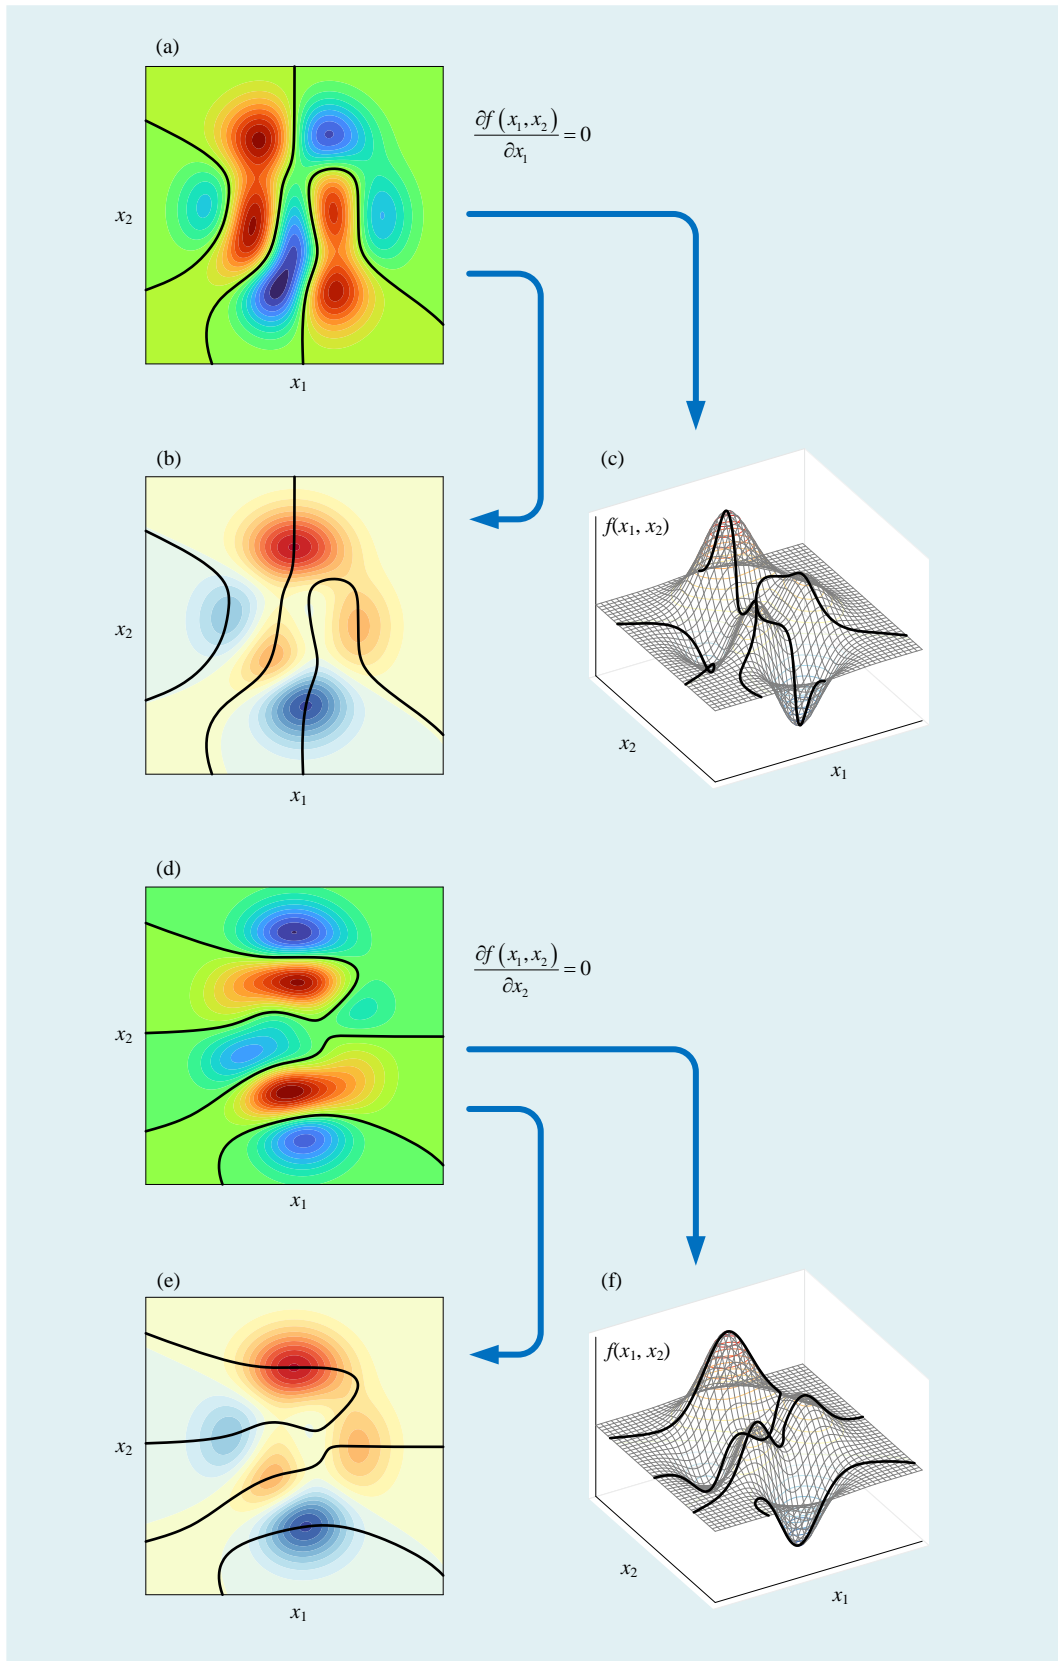 (a)
∂f(x₁, x₂)/∂x₁ = 0
x₂
x₁
(b)
(c)
f(x₁, x₂)
x₂
x₂
x₁
x₁
(d)
∂f(x₁, x₂)/∂x₂ = 0
x₂
x₁
(e)
(f)
f(x₁, x₂)
x₂
x₂
x₁
x₁